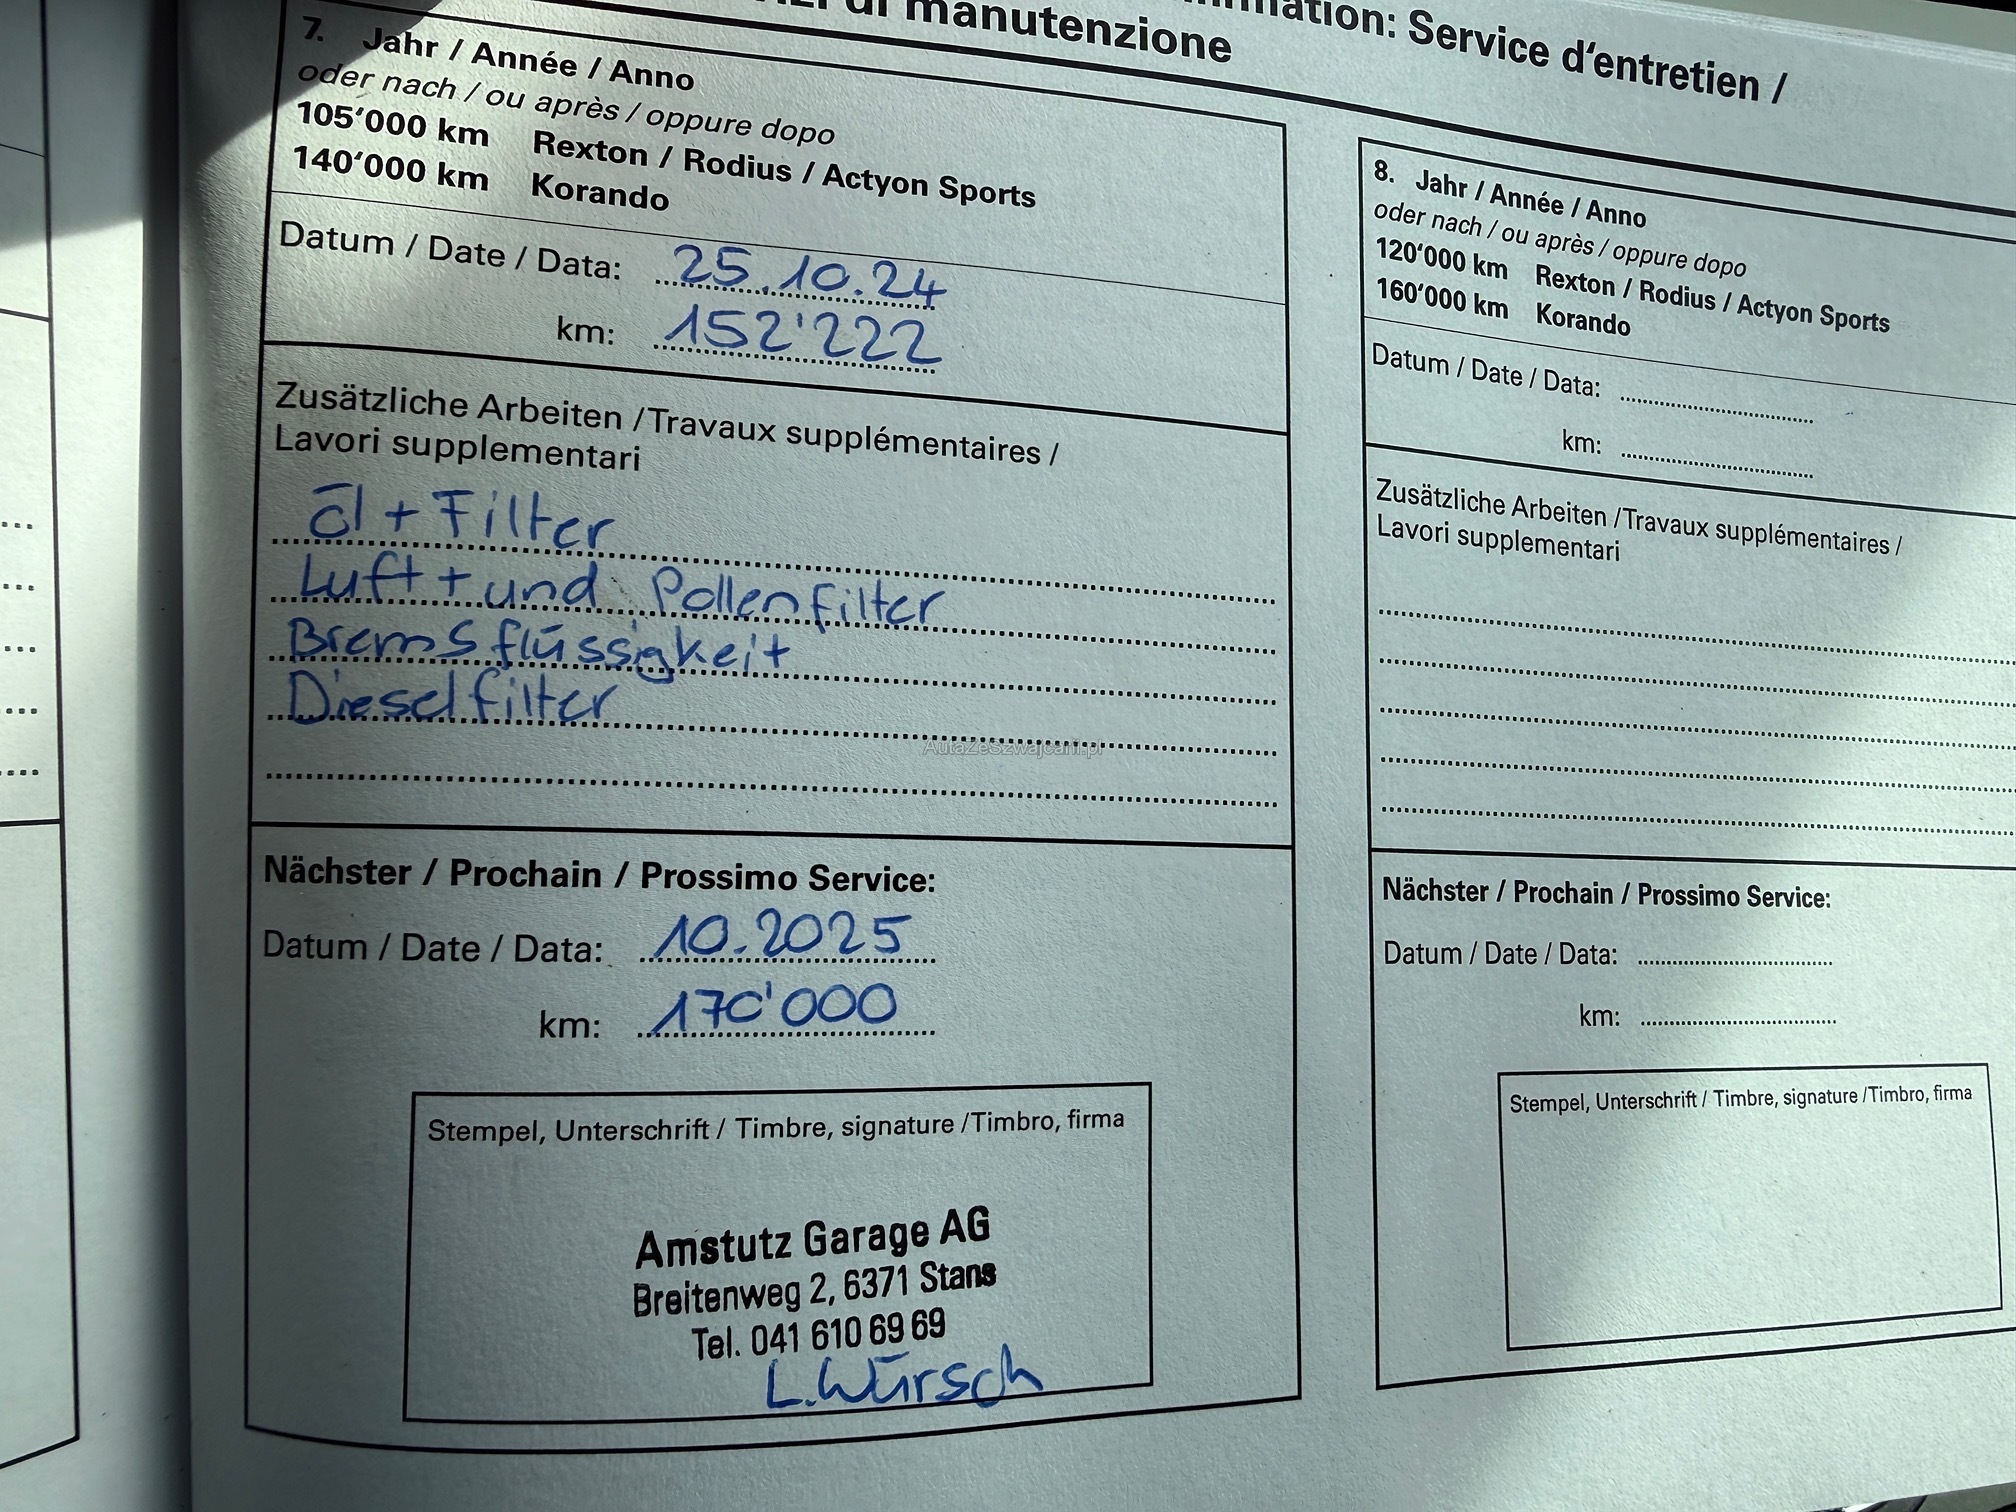 di manutenzione
mation: Service d'entretien /
7. Jahr / Année / Anno
oder nach / ou après / oppure dopo
105'000 km Rexton / Rodius / Actyon Sports
140'000 km Korando
Datum / Date / Data: 25.10.24
km: 152'222
Zusätzliche Arbeiten / Travaux supplémentaires /
Lavori supplementari
Öl + Filter
Luft + und Pollenfilter
Bremsflüssigkeit
Dieselfilter
AutaZeSzwajcarii.pl
Nächster / Prochain / Prossimo Service:
Datum / Date / Data: 10.2025
km: 170'000
Stempel, Unterschrift / Timbre, signature / Timbro, firma
Amstutz Garage AG
Breitenweg 2, 6371 Stans
Tel. 041 610 69 69
L. Würsch
8. Jahr / Année / Anno
oder nach / ou après / oppure dopo
120'000 km Rexton / Rodius / Actyon Sports
160'000 km Korando
Datum / Date / Data:
km:
Zusätzliche Arbeiten / Travaux supplémentaires /
Lavori supplementari
Nächster / Prochain / Prossimo Service:
Datum / Date / Data:
km:
Stempel, Unterschrift / Timbre, signature / Timbro, firma